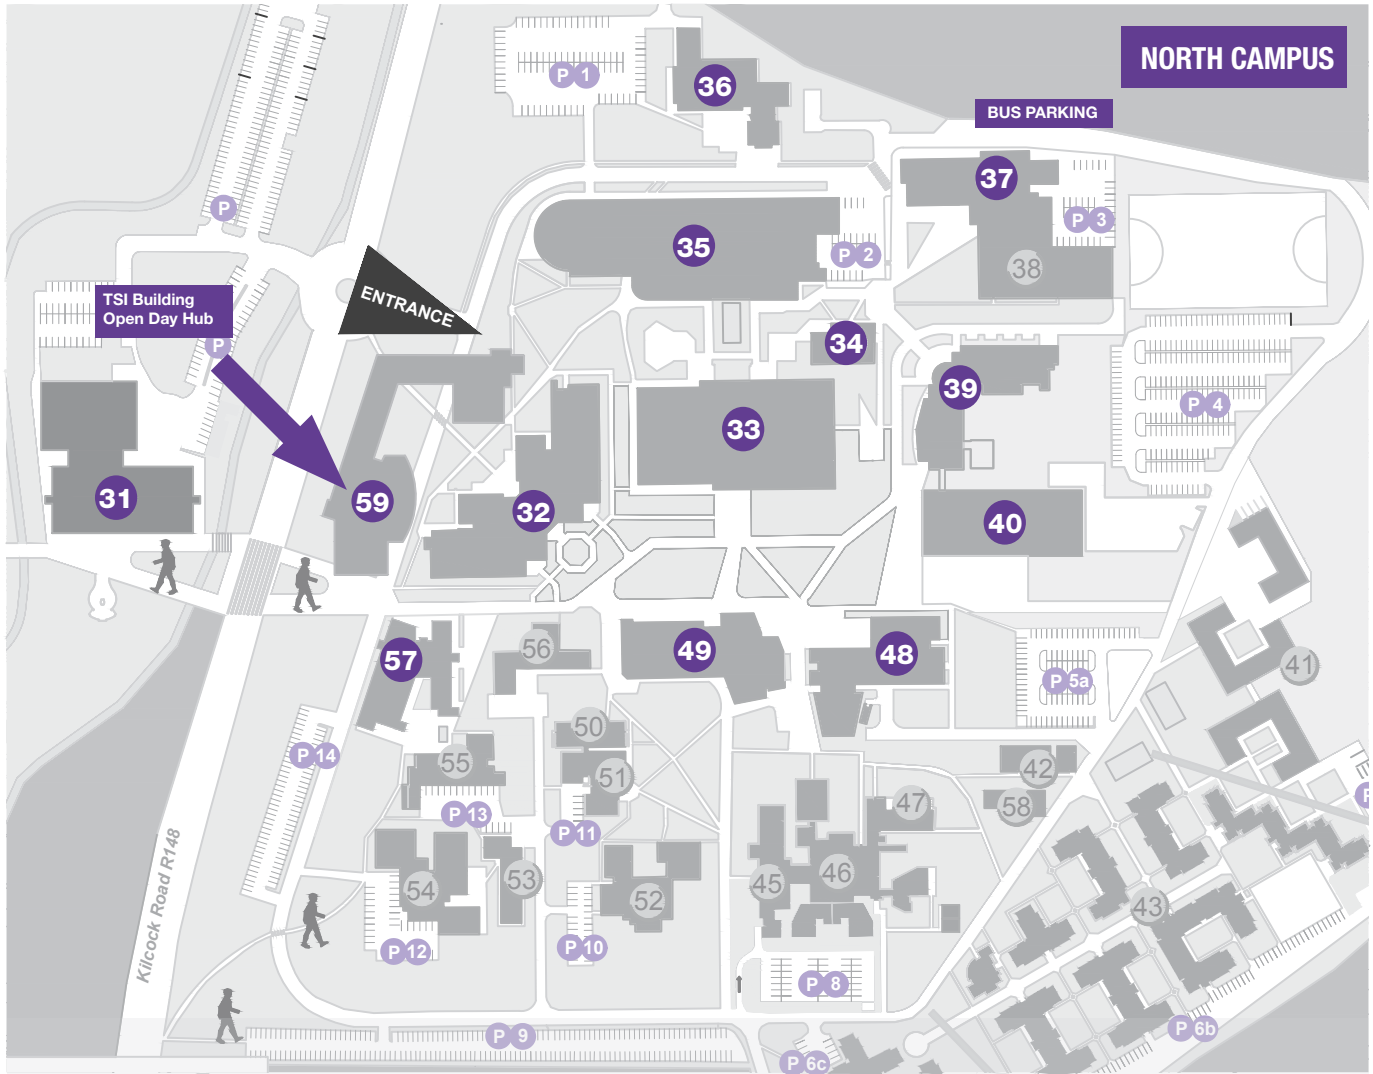 NORTH CAMPUS
P 1
36
BUS PARKING
37
P 3
P
35
P 2
38
ENTRANCE
TSI Building
Open Day Hub
P
34
39
P 4
33
31
59
32
40
57
56
49
48
41
P 5a
50
P 14
55
51
42
58
47
P 13
P 11
45
46
53
54
52
43
Kilcock Road R148
P 12
P 10
P 8
P 9
P 6b
P 6c